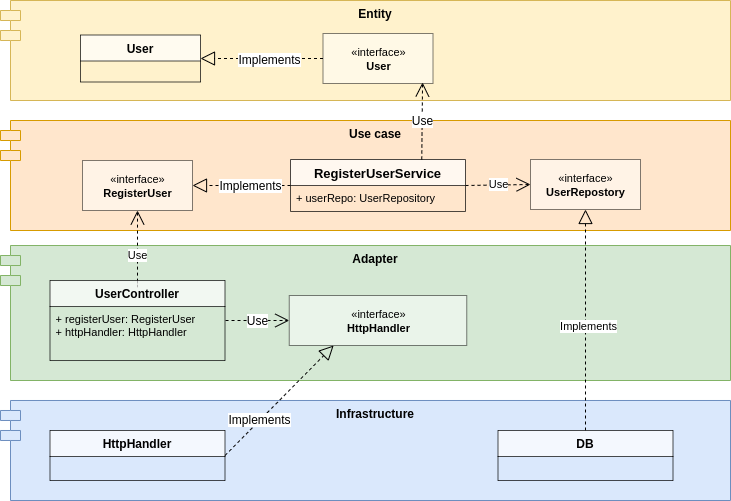 Entity
User
Implements
«interface»
User
Use
Use case
«interface»
RegisterUser
Implements
RegisterUserService
+ userRepo: UserRepository
Use
«interface»
UserRepostory
Use
Adapter
UserController
+ registerUser: RegisterUser
+ httpHandler: HttpHandler
Use
«interface»
HttpHandler
Implements
Implements
Infrastructure
HttpHandler
DB